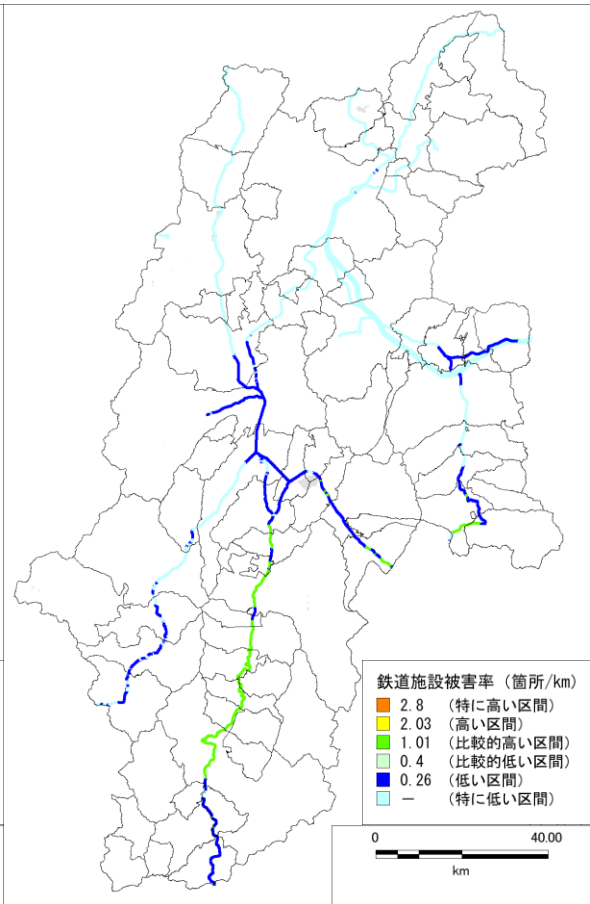 鉄道施設被害率（箇所/km）
2.8 （特に高い区間）
2.03 （高い区間）
1.01 （比較的高い区間）
0.4 （比較的低い区間）
0.26 （低い区間）
― （特に低い区間）
0 40.00
km